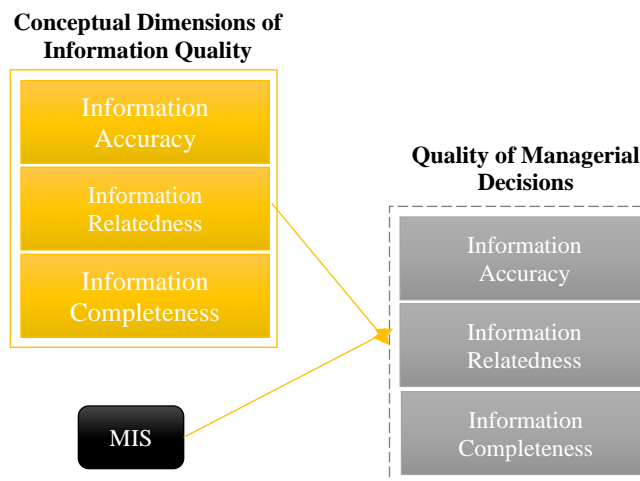 Conceptual Dimensions of
Information Quality
Information
Accuracy
Information
Relatedness
Information
Completeness
MIS
Quality of Managerial
Decisions
Information
Accuracy
Information
Relatedness
Information
Completeness